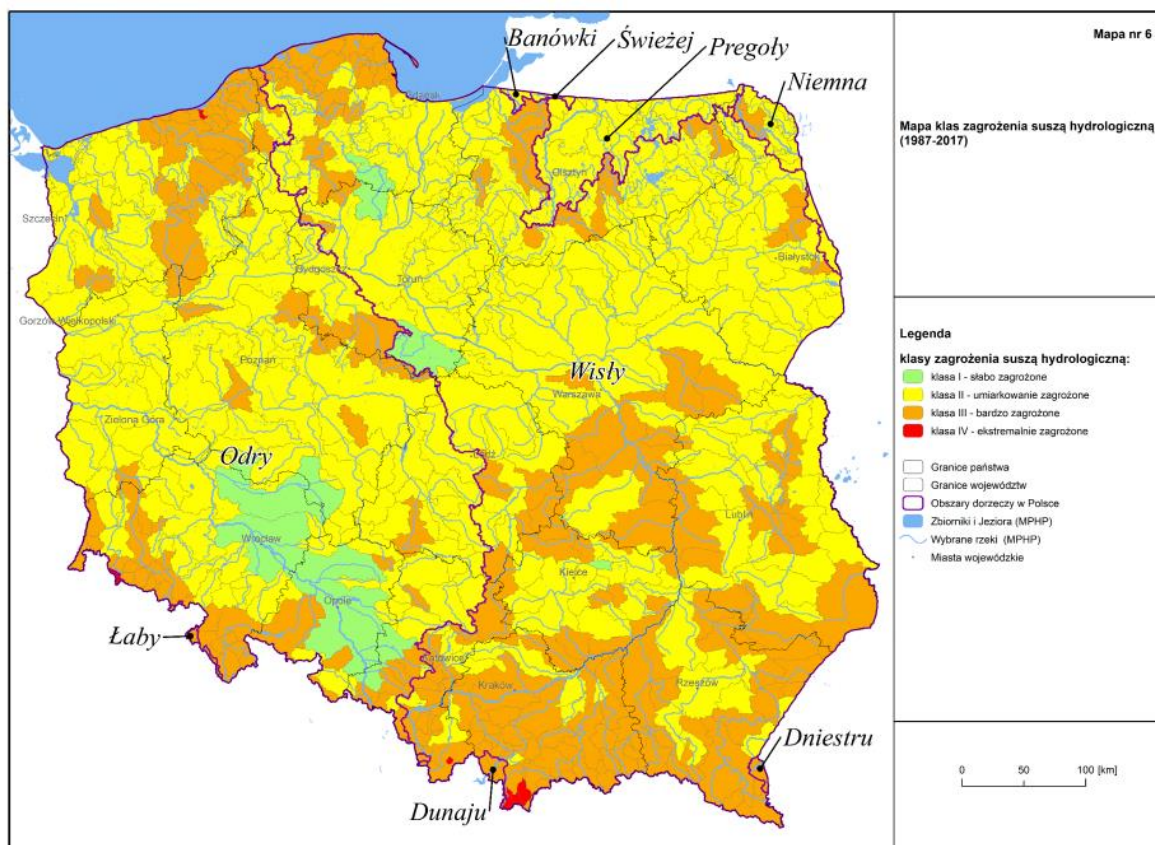 Banówki
Świeżej
Pregoły
Niemna
Gdańsk
Olsztyn
Szczecin
Białystok
Bydgoszcz
Toruń
Gorzów Wielkopolski
Poznań
Wisły
Warszawa
Zielona Góra
Łódź
Odry
Wrocław
Lublin
Kielce
Opole
Łaby
Katowice
Kraków
Rzeszów
Dniestru
Dunaju
Mapa nr 6
Mapa klas zagrożenia suszą hydrologiczną
(1987-2017)
Legenda
klasy zagrożenia suszą hydrologiczną:
klasa I - słabo zagrożone
klasa II - umiarkowanie zagrożone
klasa III - bardzo zagrożone
klasa IV - ekstremalnie zagrożone
Granice państwa
Granice województw
Obszary dorzeczy w Polsce
Zbiorniki i Jeziora (MPHP)
Wybrane rzeki (MPHP)
Miasta wojewódzkie
0 50 100 [km]